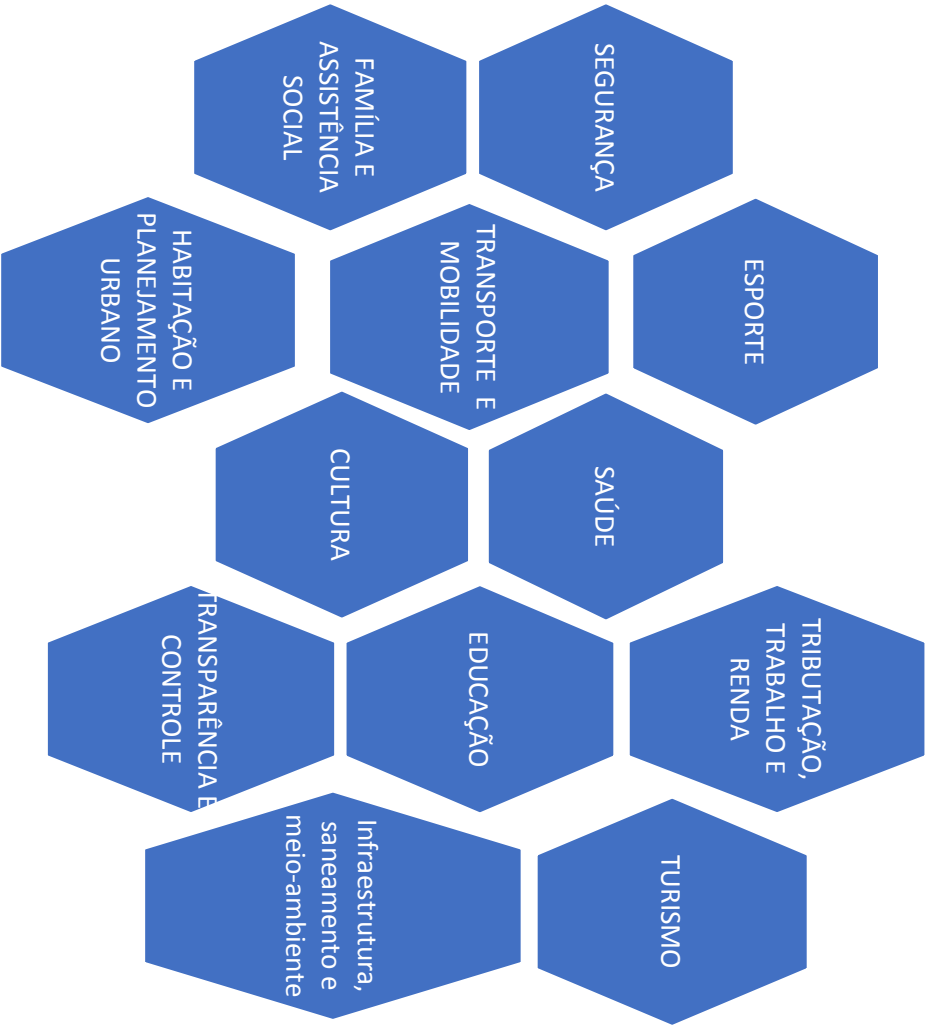 ESPORTE
TRIBUTAÇÃO,
TRABALHO E
RENDA
SEGURANÇA
SAÚDE
TURISMO
TRANSPORTE E
MOBILIDADE
EDUCAÇÃO
FAMÍLIA E
ASSISTÊNCIA
SOCIAL
CULTURA
Infraestrutura,
saneamento e
meio-ambiente
HABITAÇÃO E
PLANEJAMENTO
URBANO
TRANSPARÊNCIA E
CONTROLE